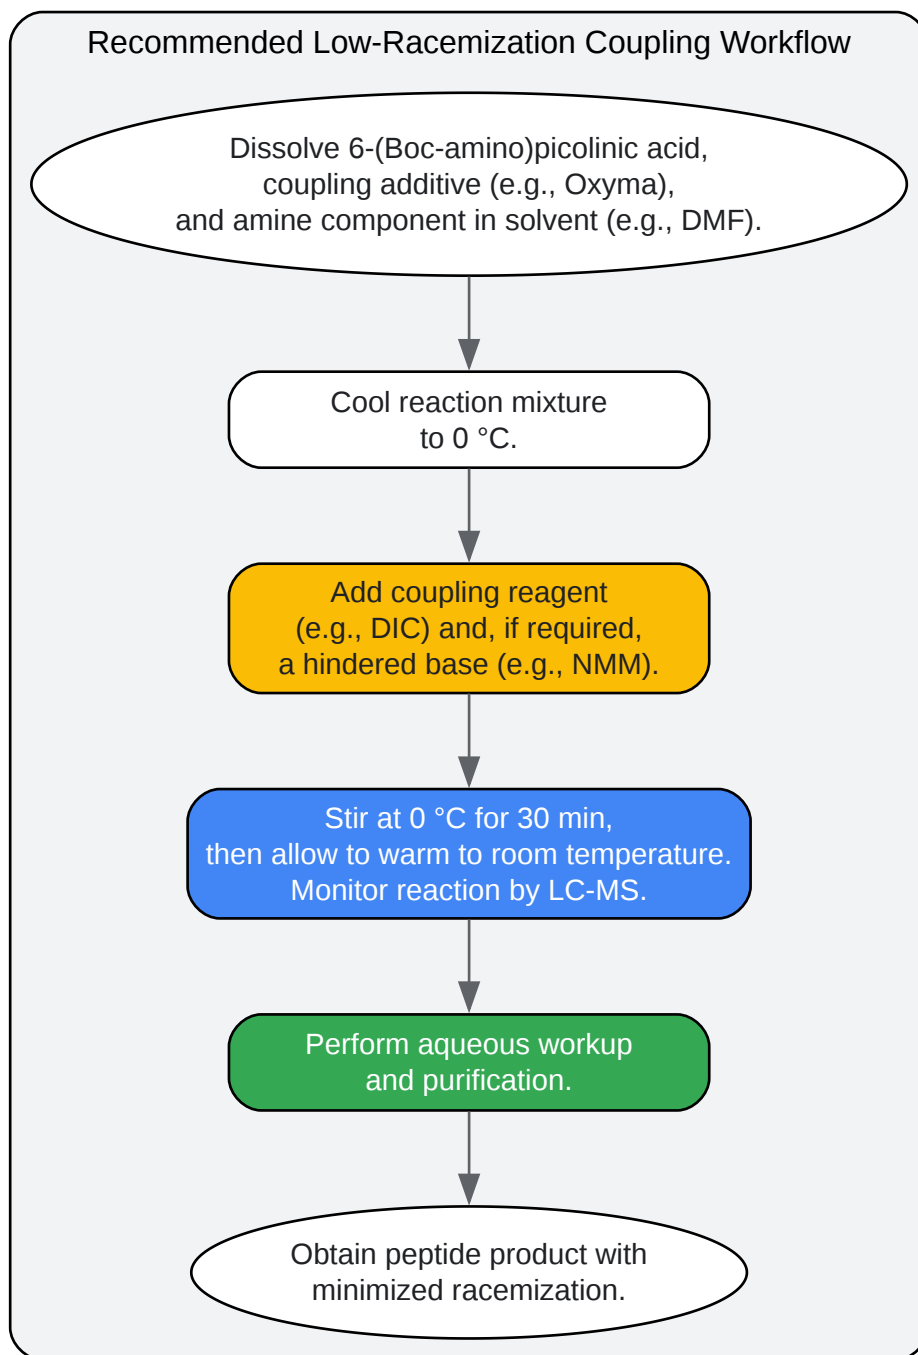 Recommended Low-Racemization Coupling Workflow
Dissolve 6-(Boc-amino)picolinic acid,
coupling additive (e.g., Oxyma),
and amine component in solvent (e.g., DMF).
Cool reaction mixture
to 0 °C.
Add coupling reagent
(e.g., DIC) and, if required,
a hindered base (e.g., NMM).
Stir at 0 °C for 30 min,
then allow to warm to room temperature.
Monitor reaction by LC-MS.
Perform aqueous workup
and purification.
Obtain peptide product with
minimized racemization.